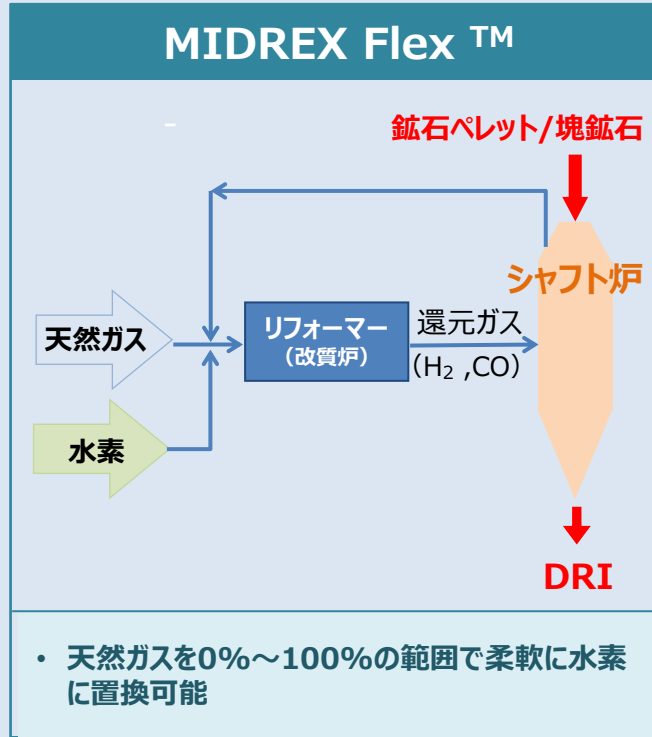 MIDREX Flex ™
鉱石ペレット/塊鉱石
シャフト炉
天然ガス
リフォーマー
（改質炉）
還元ガス
（H₂ ,CO）
水素
DRI
• 天然ガスを0%～100%の範囲で柔軟に水素
に置換可能